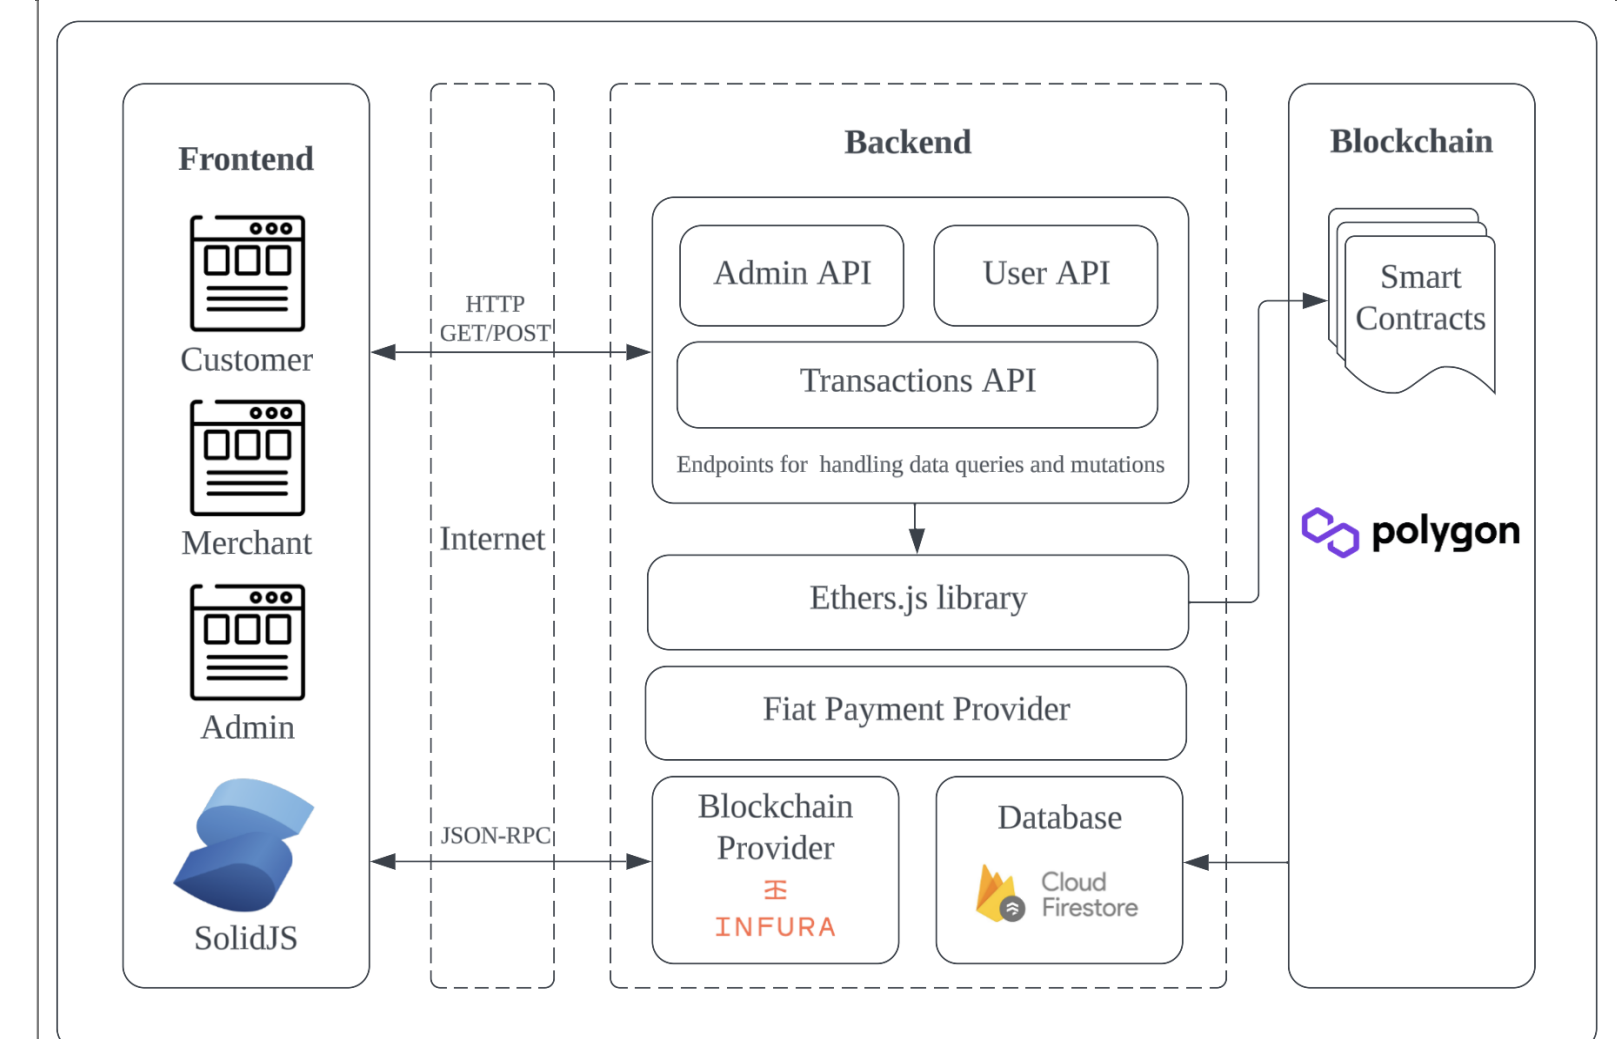 Frontend
Customer
Merchant
Admin
SolidJS
HTTP
GET/POST
Internet
JSON-RPC
Backend
Admin API
User API
Transactions API
Endpoints for handling data queries and mutations
Ethers.js library
Fiat Payment Provider
Blockchain
Provider
INFURA
Database
Cloud
Firestore
Blockchain
Smart
Contracts
polygon